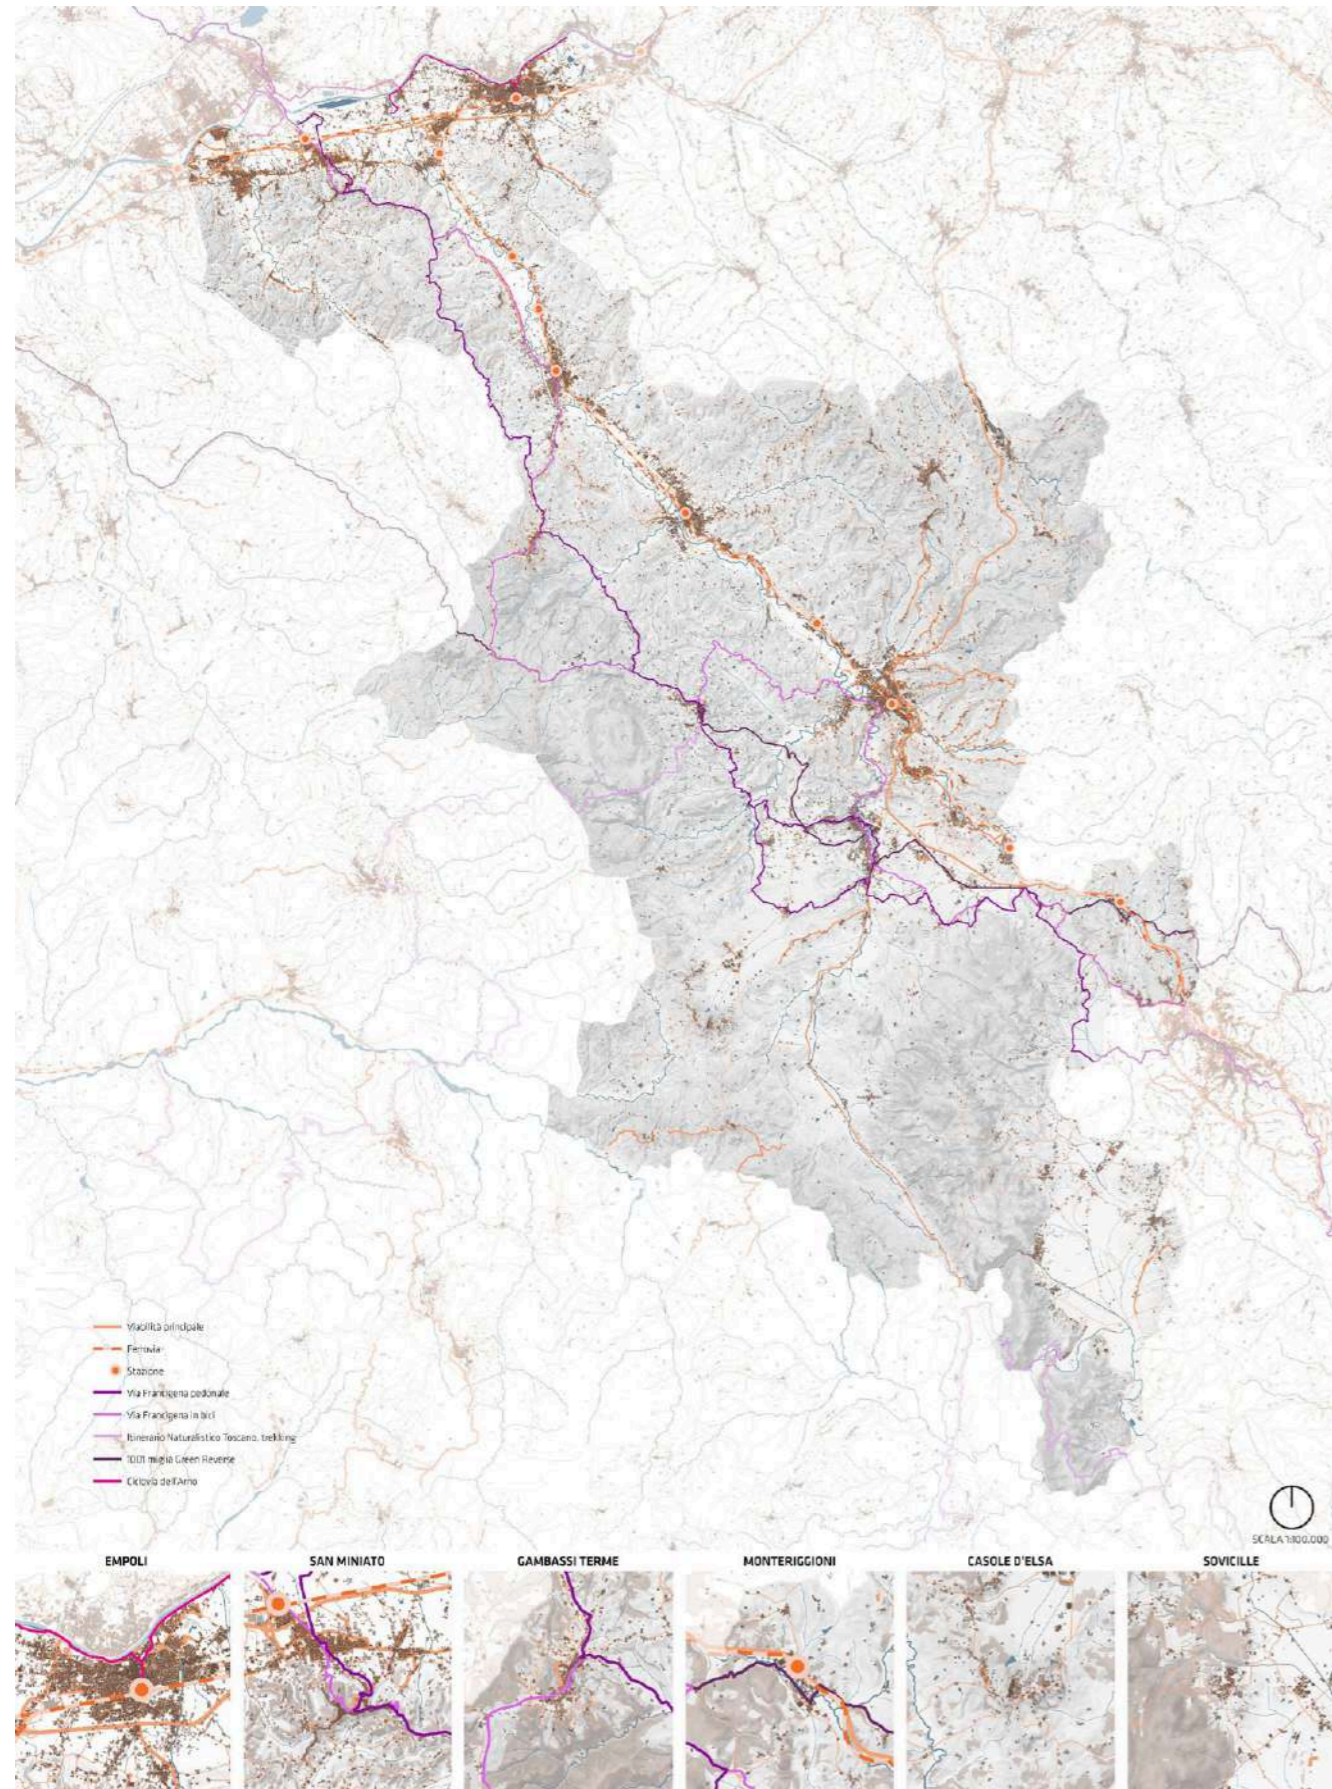 Viabilità principale
Ferrovia
Stazione
Via Francigena pedonale
Via Francigena in bici
Itinerario Naturalistico Toscano, trekking
1001 miglia Green Reverse
Ciclovia dell'Arno
SCALA 1:100.000
EMPOLI
SAN MINIATO
GAMBASSI TERME
MONTERIGGIONI
CASOLE D'ELSA
SOVICILLE